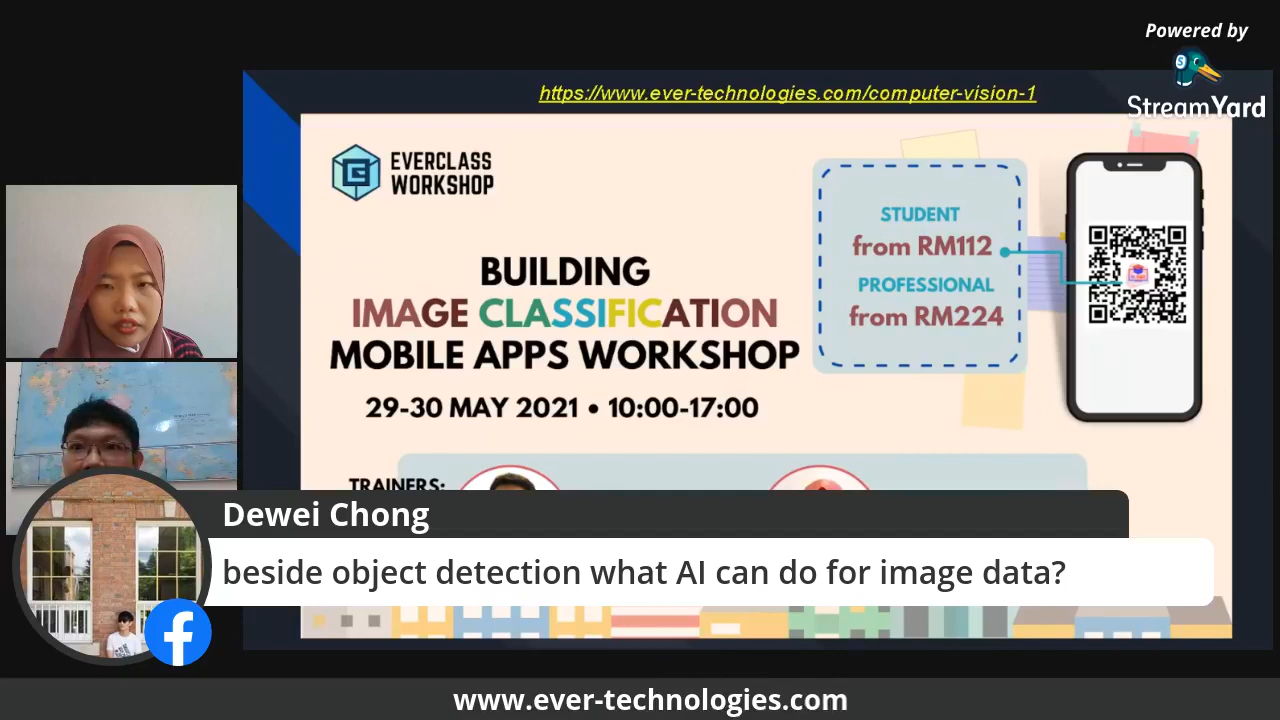 Powered by
StreamYard
https://www.ever-technologies.com/computer-vision-1
EVERCLASS
WORKSHOP
BUILDING
IMAGE CLASSIFICATION
MOBILE APPS WORKSHOP
29-30 MAY 2021 • 10:00-17:00
STUDENT
from RM112
PROFESSIONAL
from RM224
TRAINERS:
Dewei Chong
beside object detection what AI can do for image data?
www.ever-technologies.com